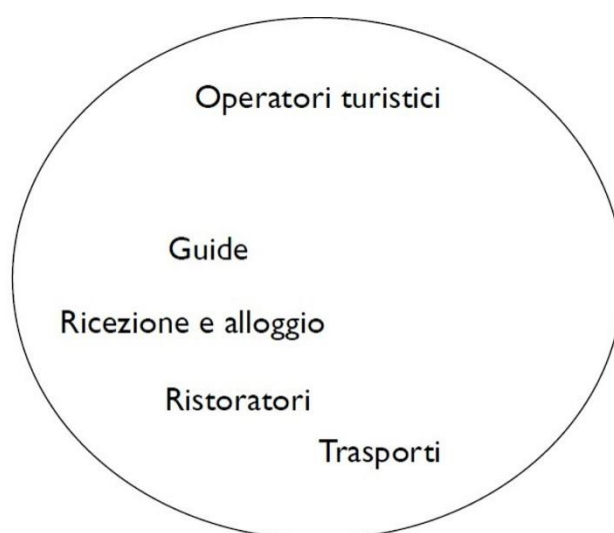 Operatori turistici
Guide
Ricezione e alloggio
Ristoratori
Trasporti